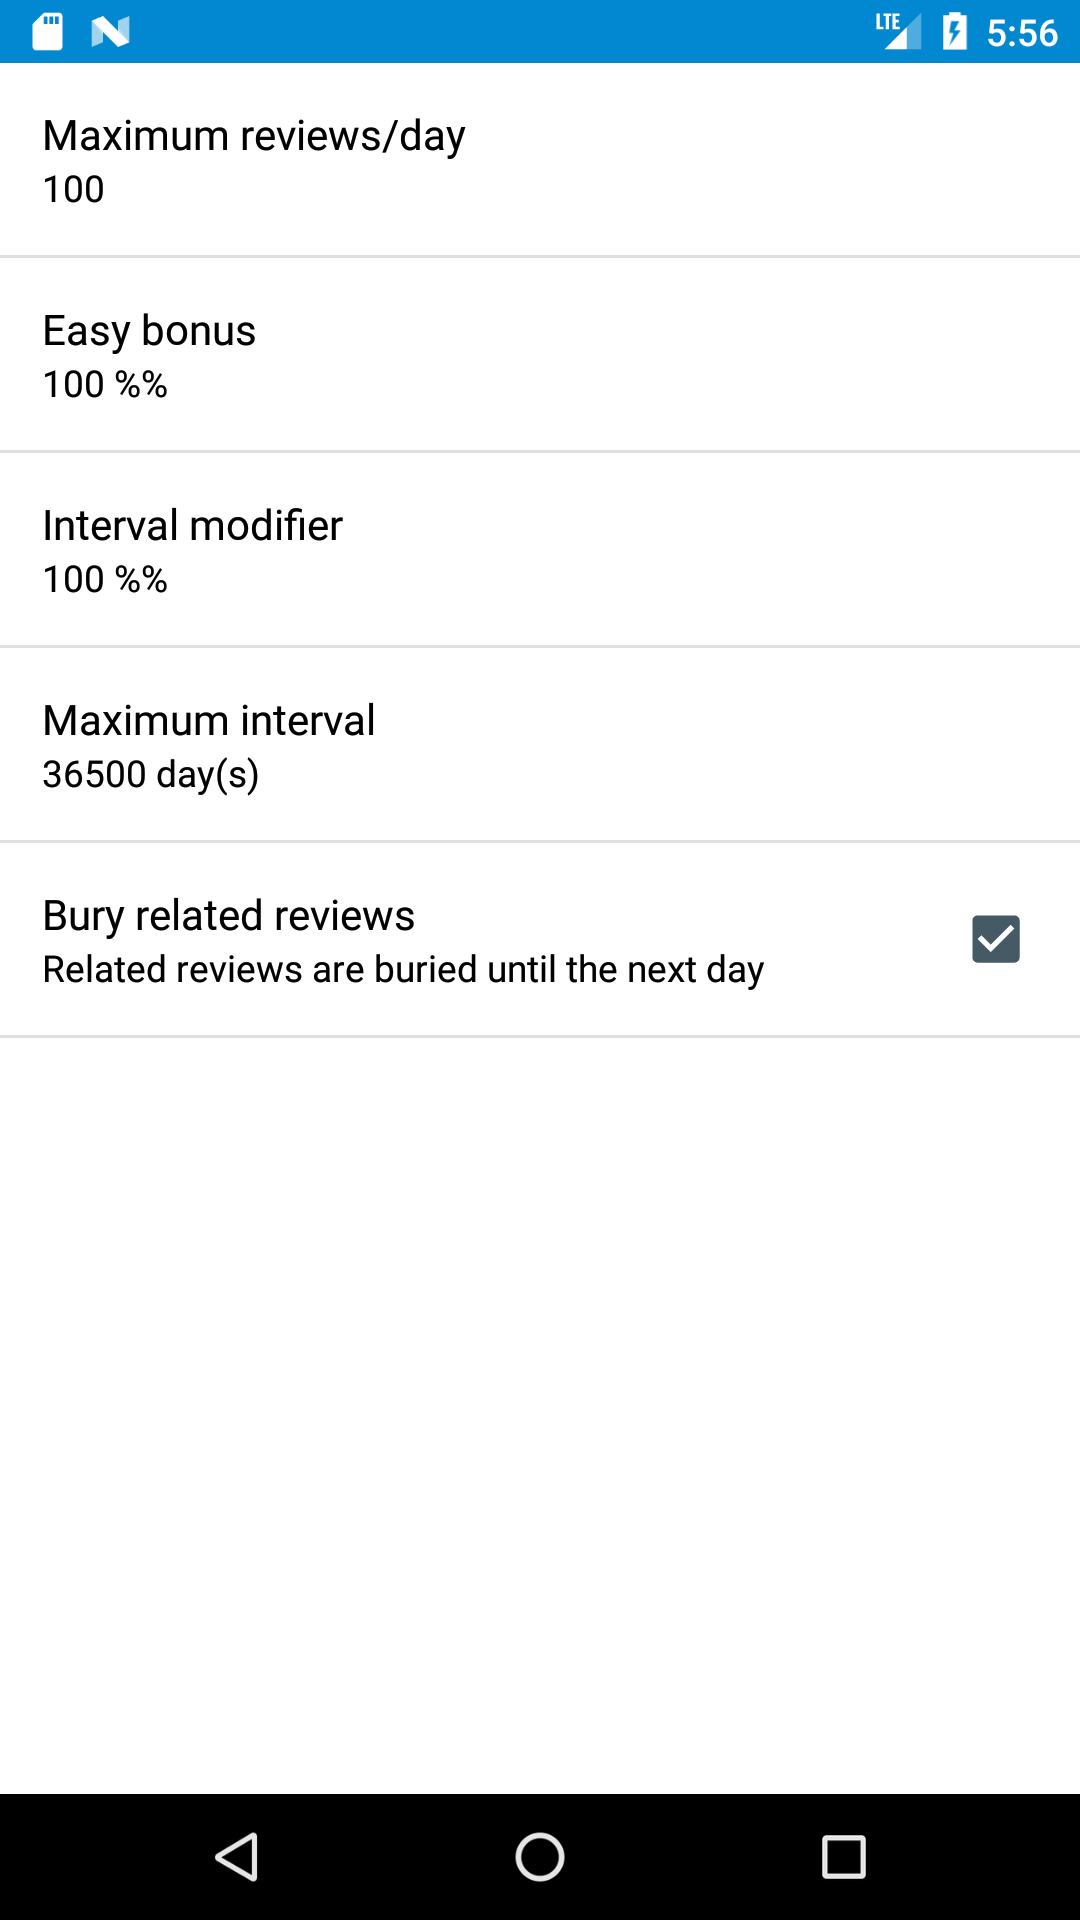 LTE 5:56
Maximum reviews/day
100
Easy bonus
100 %%
Interval modifier
100 %%
Maximum interval
36500 day(s)
Bury related reviews
Related reviews are buried until the next day